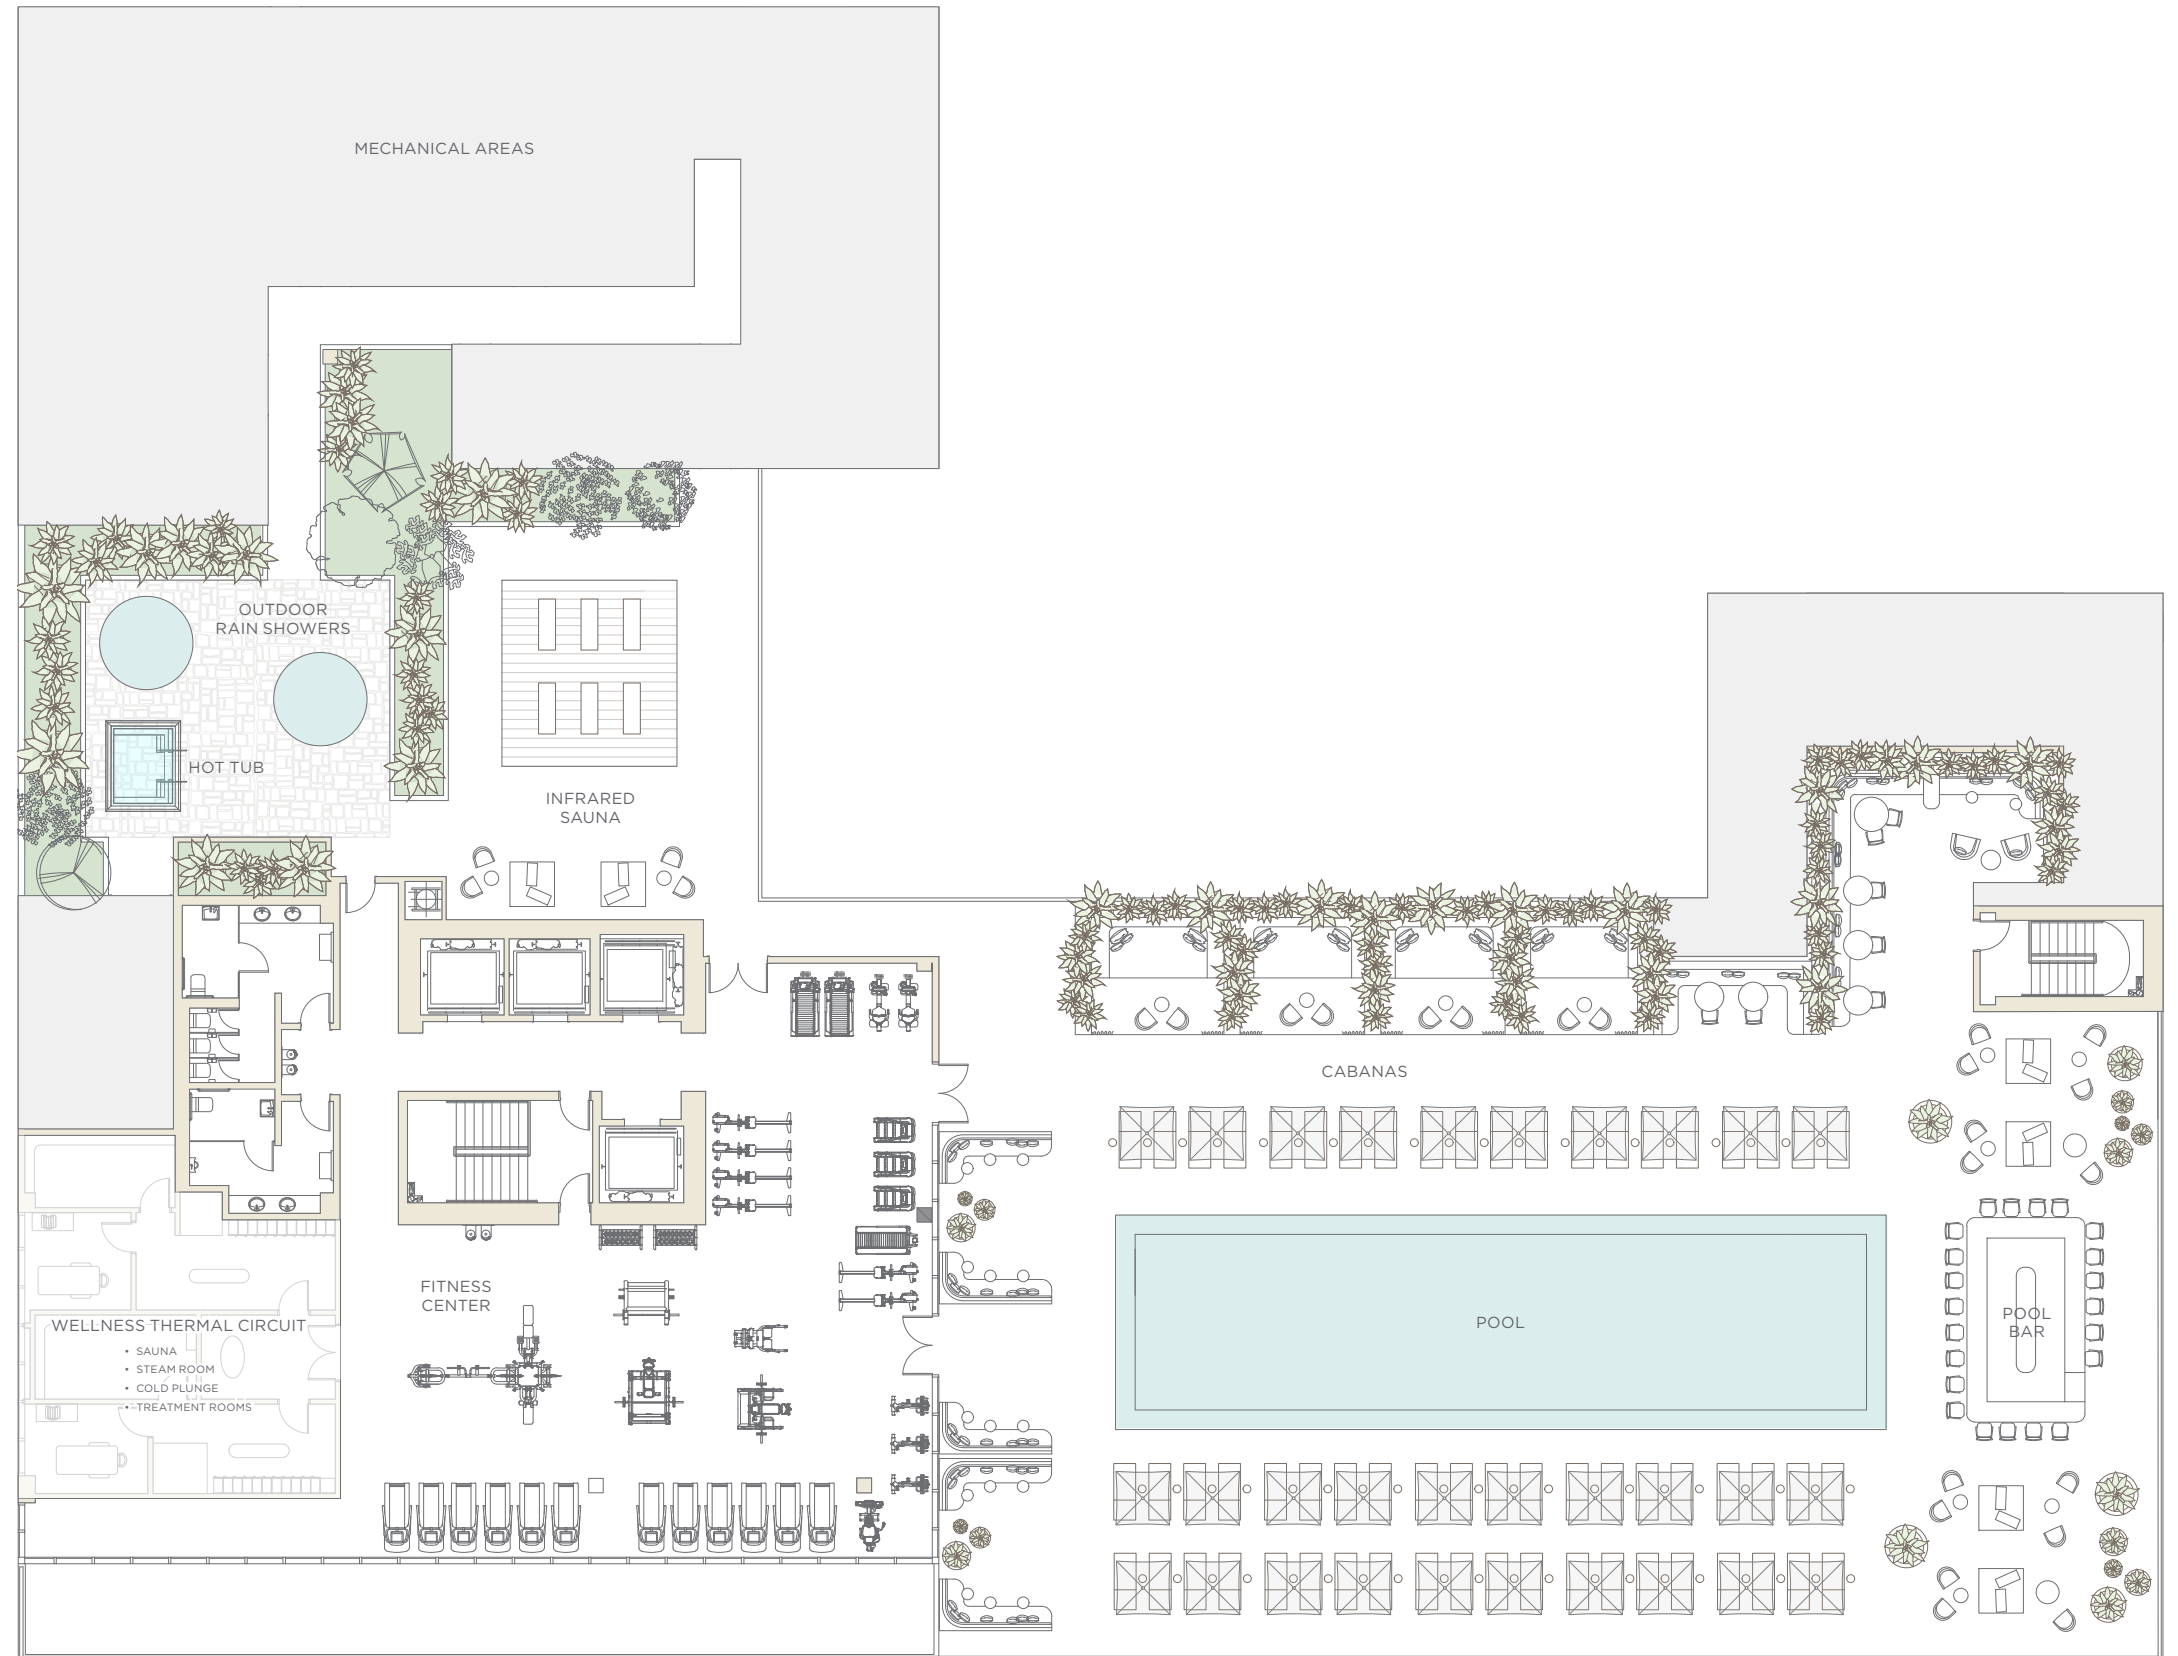 MECHANICAL AREAS
OUTDOOR
RAIN SHOWERS
HOT TUB
INFRARED
SAUNA
CABANAS
FITNESS
CENTER
POOL
POOL
BAR
WELLNESS THERMAL CIRCUIT
• SAUNA
• STEAM ROOM
• COLD PLUNGE
• TREATMENT ROOMS